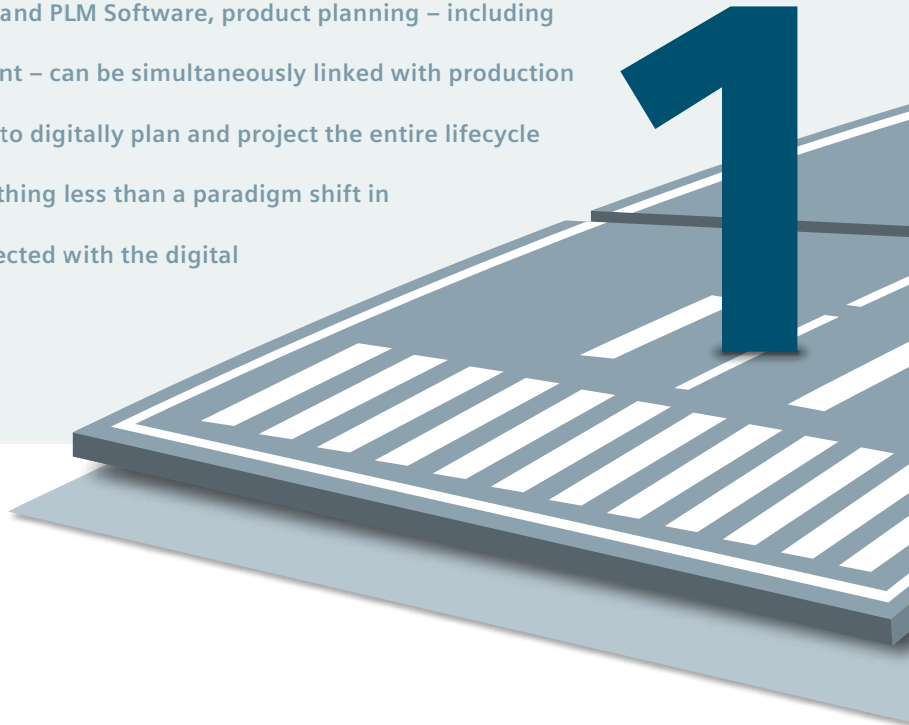 and PLM Software, product planning – including
nt – can be simultaneously linked with production
to digitally plan and project the entire lifecycle
thing less than a paradigm shift in
ected with the digital
1